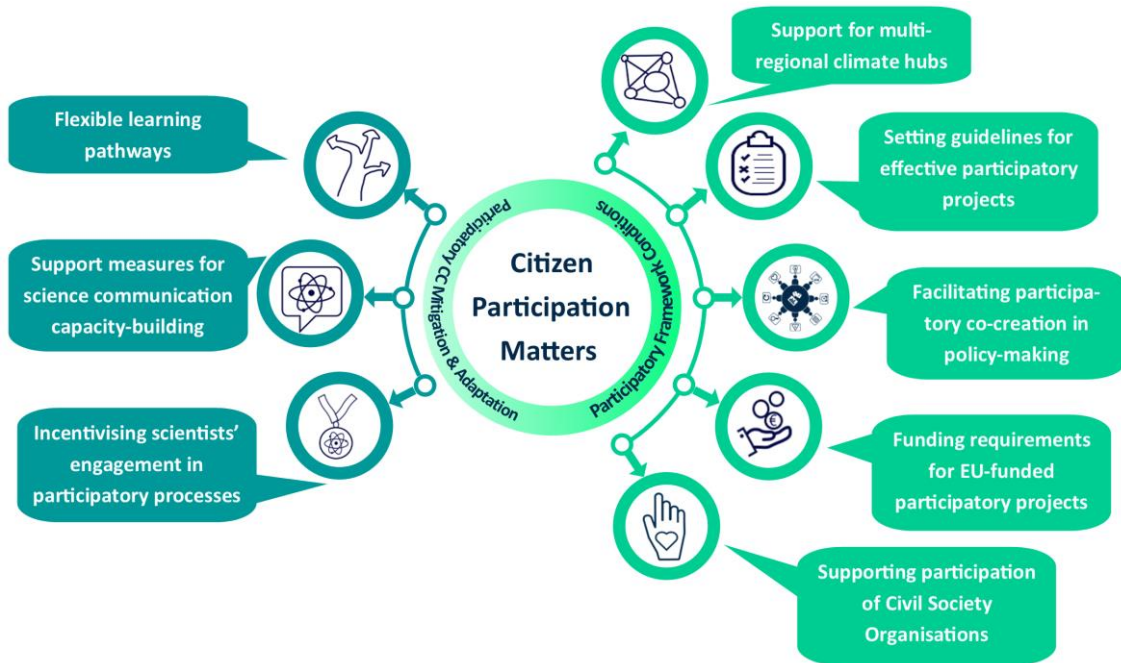 Support for multi-
regional climate hubs
Flexible learning
pathways
Setting guidelines for
effective participatory
projects
Participatory CC Mitigation & Adaptation
Participatory Framework Conditions
Citizen
Participation
Matters
Support measures for
science communication
capacity-building
Facilitating participa-
tory co-creation in
policy-making
Incentivising scientists'
engagement in
participatory processes
€
Funding requirements
for EU-funded
participatory projects
Supporting participation
of Civil Society
Organisations